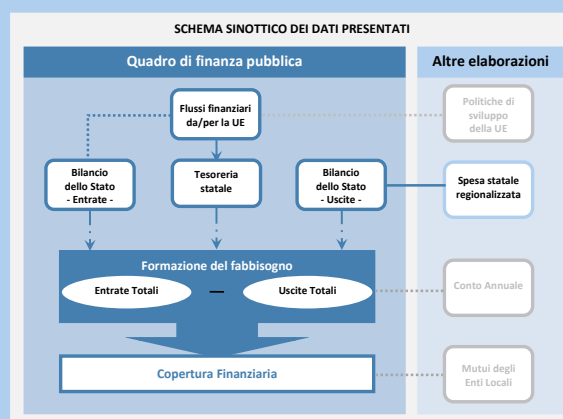 SCHEMA SINOTTICO DEI DATI PRESENTATI
Quadro di finanza pubblica
Altre elaborazioni
Flussi finanziari
da/per la UE
Politiche di
sviluppo
della UE
Bilancio
dello Stato
- Entrate -
Tesoreria
statale
Bilancio
dello Stato
- Uscite -
Spesa statale
regionalizzata
Formazione del fabbisogno
Entrate Totali
—
Uscite Totali
Conto Annuale
Copertura Finanziaria
Mutui degli
Enti Locali